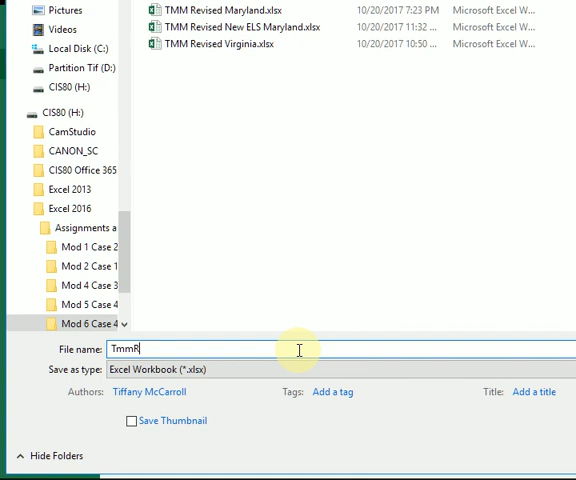 Pictures
TMM Revised Maryland.xlsx 10/20/2017 7:23 PM Microsoft Excel W...
Videos
TMM Revised New ELS Maryland.xlsx 10/20/2017 11:32 ... Microsoft Excel W...
Local Disk (C:)
TMM Revised Virginia.xlsx 10/20/2017 10:50 ... Microsoft Excel W...
Partition Tif (D:)
CIS80 (H:)
CIS80 (H:)
CamStudio
CANON_SC
CIS80 Office 365
Excel 2013
Excel 2016
Assignments a
Mod 1 Case 2
Mod 2 Case 1
Mod 4 Case 3
Mod 5 Case 4
Mod 6 Case 4
File name: TmmR
Save as type: Excel Workbook (*.xlsx)
Authors: Tiffany McCarroll Tags: Add a tag Title: Add a title
Save Thumbnail
Hide Folders